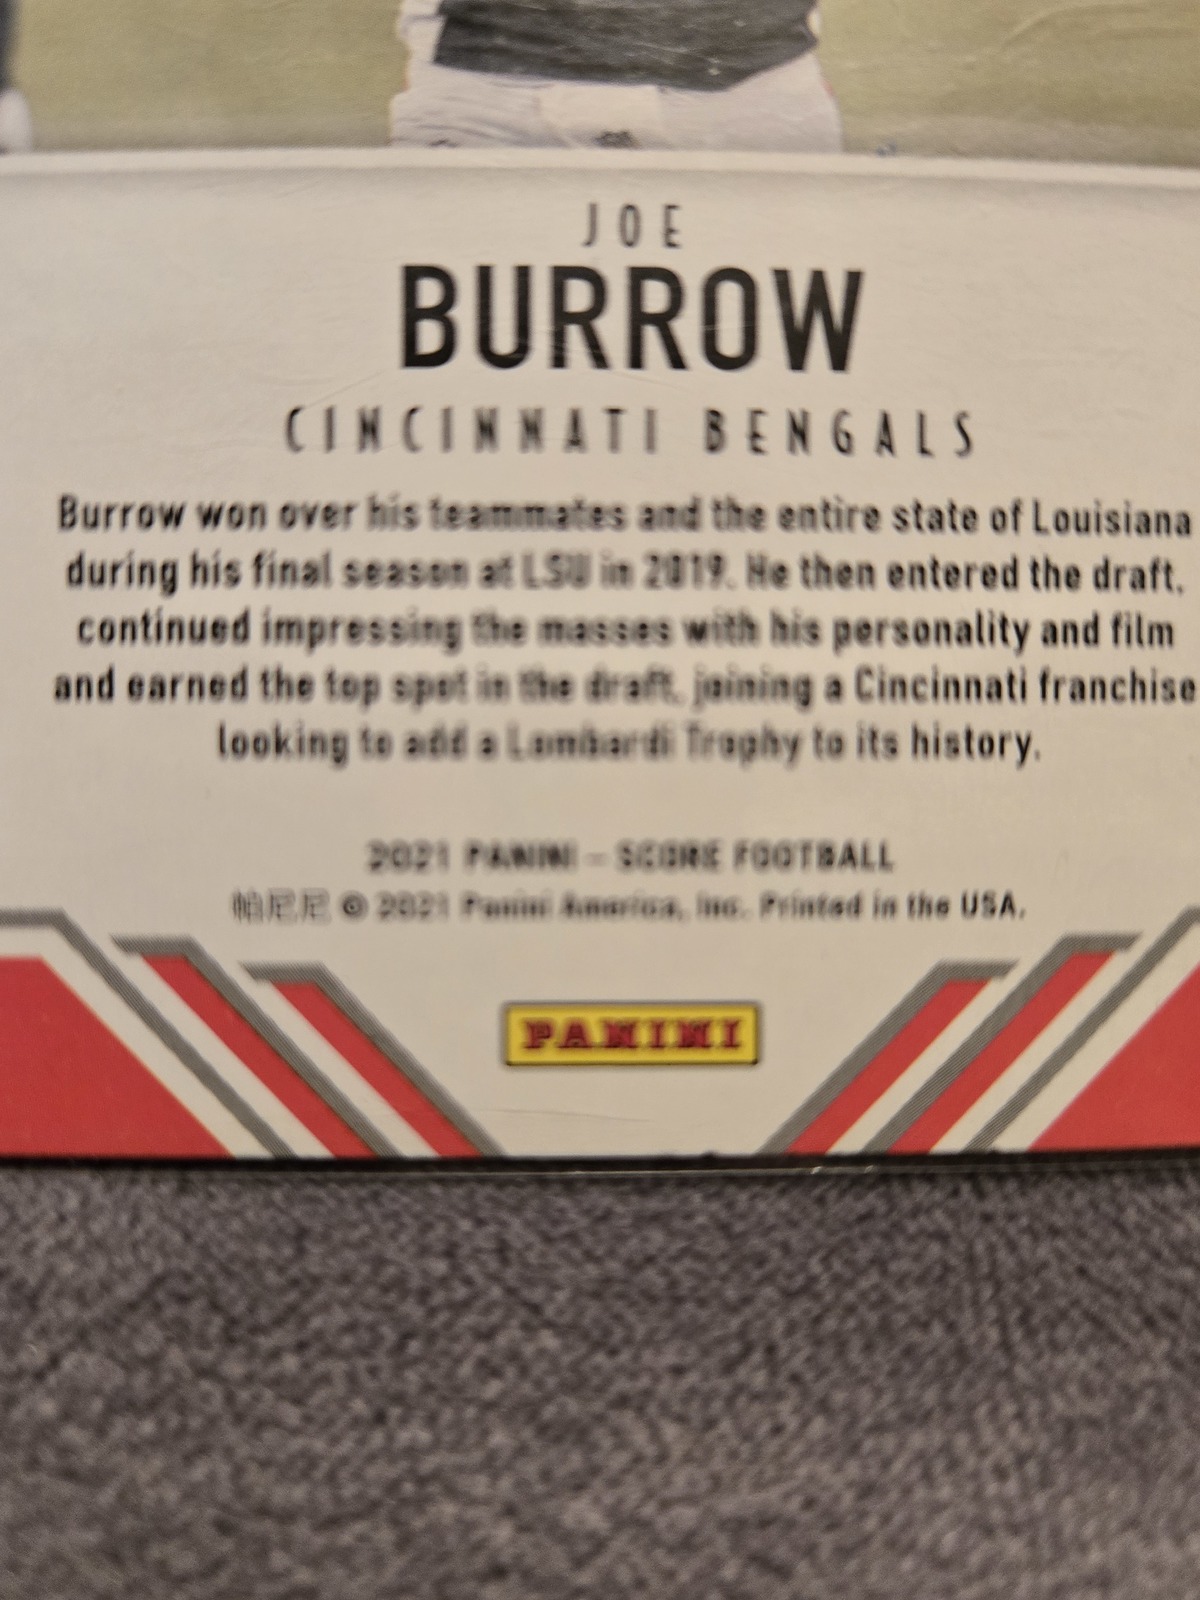 JOE
BURROW
CINCINNATI BENGALS
Burrow won over his teammates and the entire state of Louisiana
during his final season at LSU in 2019. He then entered the draft,
continued impressing the masses with his personality and film
and earned the top spot in the draft, joining a Cincinnati franchise
looking to add a Lombardi Trophy to its history.
2021 PANINI – SCORE FOOTBALL
帕尼尼 © 2021 Panini America, Inc. Printed in the USA.
PANINI